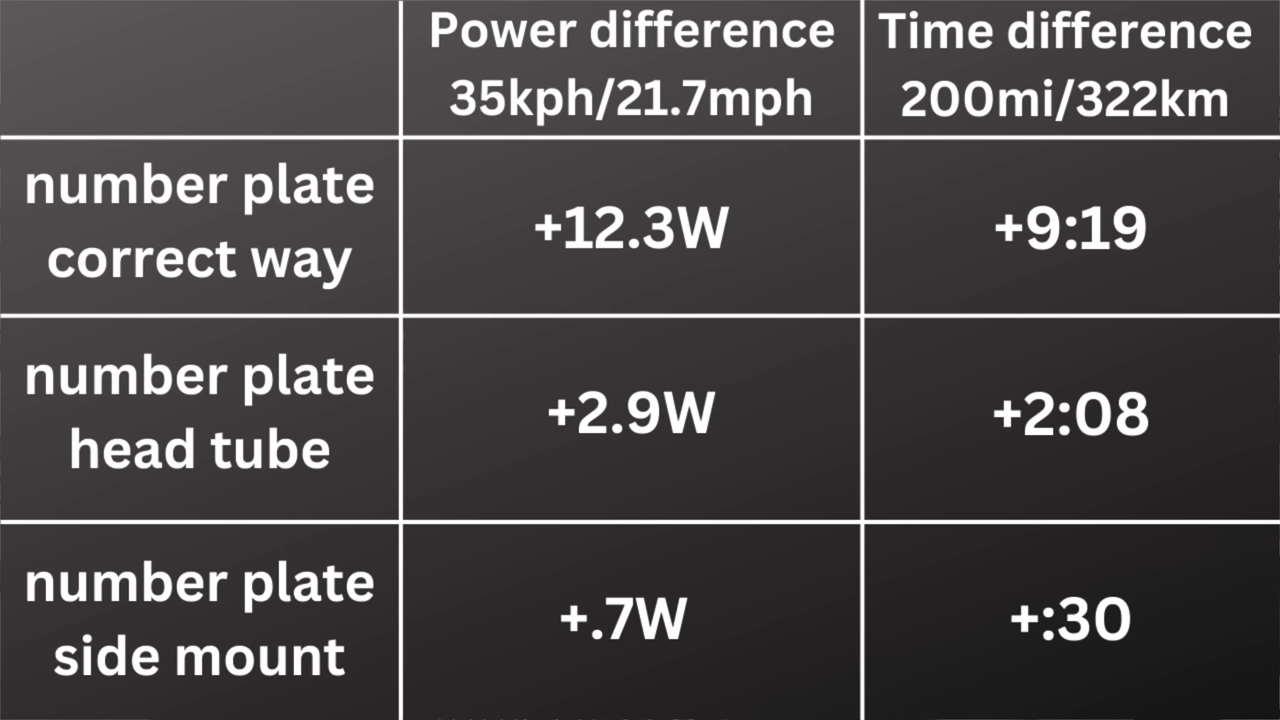 Power difference
35kph/21.7mph
Time difference
200mi/322km
number plate
correct way
+12.3W
+9:19
number plate
head tube
+2.9W
+2:08
number plate
side mount
+.7W
+:30